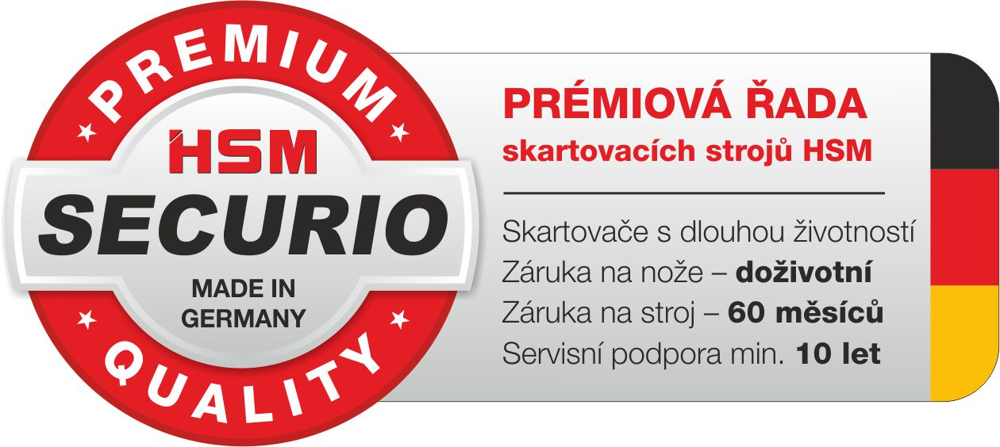 PREMIUM
HSM
SECURIO
MADE IN
GERMANY
QUALITY
PRÉMIOVÁ ŘADA
skartovacích strojů HSM
Skartovače s dlouhou životností
Záruka na nože – doživotní
Záruka na stroj – 60 měsíců
Servisní podpora min. 10 let